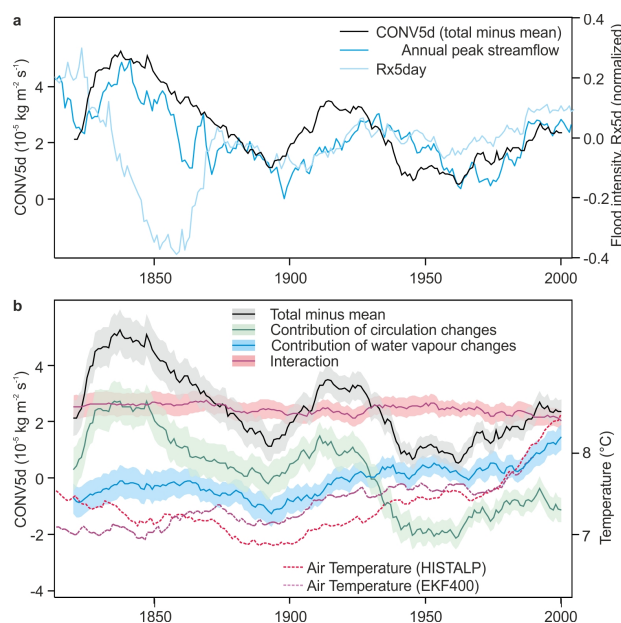 a
CONV5d (total minus mean)
Annual peak streamflow
Rx5day
CONV5d (10⁻⁵ kg m⁻² s⁻¹)
4
2
0
0.4
0.2
0.0
-0.2
-0.4
Flood intensity, Rx5d (normalized)
1850
1900
1950
2000
b
Total minus mean
Contribution of circulation changes
Contribution of water vapour changes
Interaction
CONV5d (10⁻⁵ kg m⁻² s⁻¹)
4
2
0
-2
-4
8
7
Temperature (°C)
Air Temperature (HISTALP)
Air Temperature (EKF400)
1850
1900
1950
2000